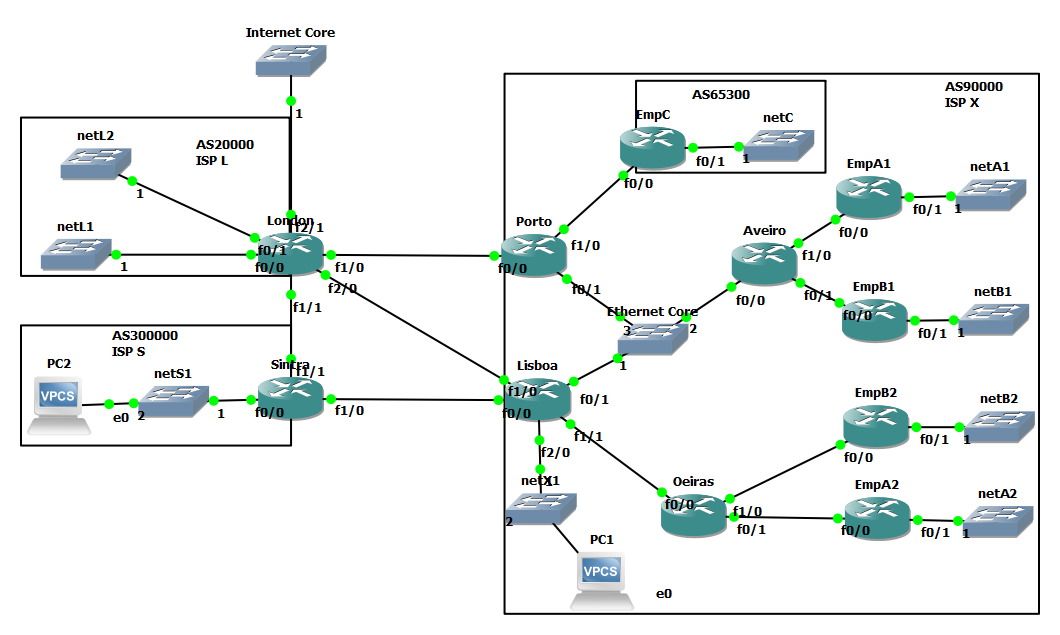 Internet Core
1
AS90000
ISP X
AS65300
EmpC
netC
f0/1
1
f0/0
AS20000
ISP L
netL2
1
netL1
1
London
f2/1
f0/1
f0/0
f1/0
f2/0
f1/1
Porto
f1/0
f0/0
f0/1
Ethernet Core
3
2
1
Aveiro
f0/0
f1/0
f0/1
EmpA1
f0/1
1
netA1
f0/0
EmpB1
f0/0
f0/1
1
netB1
AS300000
ISP S
PC2
VPCS
e0
netS1
2
1
Sintra
f1/1
f0/0
f1/0
Lisboa
f1/0
f0/0
f0/1
f1/1
f2/0
netX1
1
2
PC1
VPCS
e0
Oeiras
f0/0
f1/0
f0/1
EmpB2
f0/0
f0/1
1
netB2
EmpA2
f0/0
f0/1
1
netA2